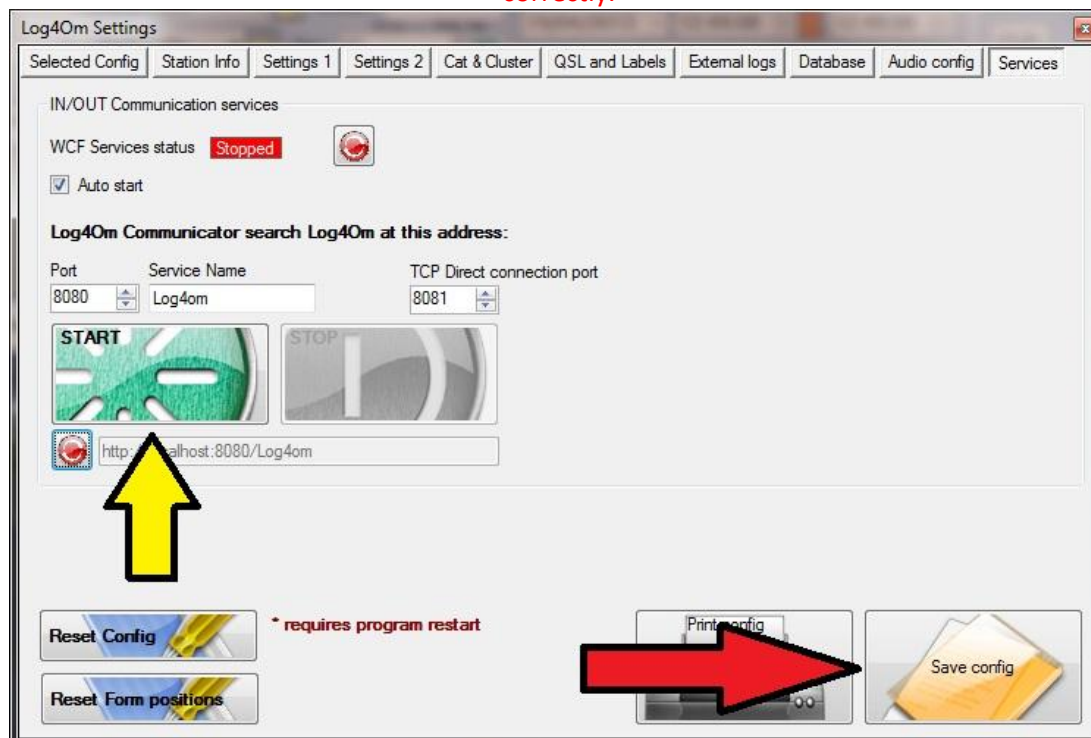 correctly.
Log4Om Settings
Selected Config Station Info Settings 1 Settings 2 Cat & Cluster QSL and Labels External logs Database Audio config Services
IN/OUT Communication services
WCF Services status Stopped
Auto start
Log4Om Communicator search Log4Om at this address:
Port Service Name TCP Direct connection port
8080 Log4om 8081
START STOP
http: alhost:8080/Log4om
Reset Config * requires program restart Print config Save config
Reset Form positions